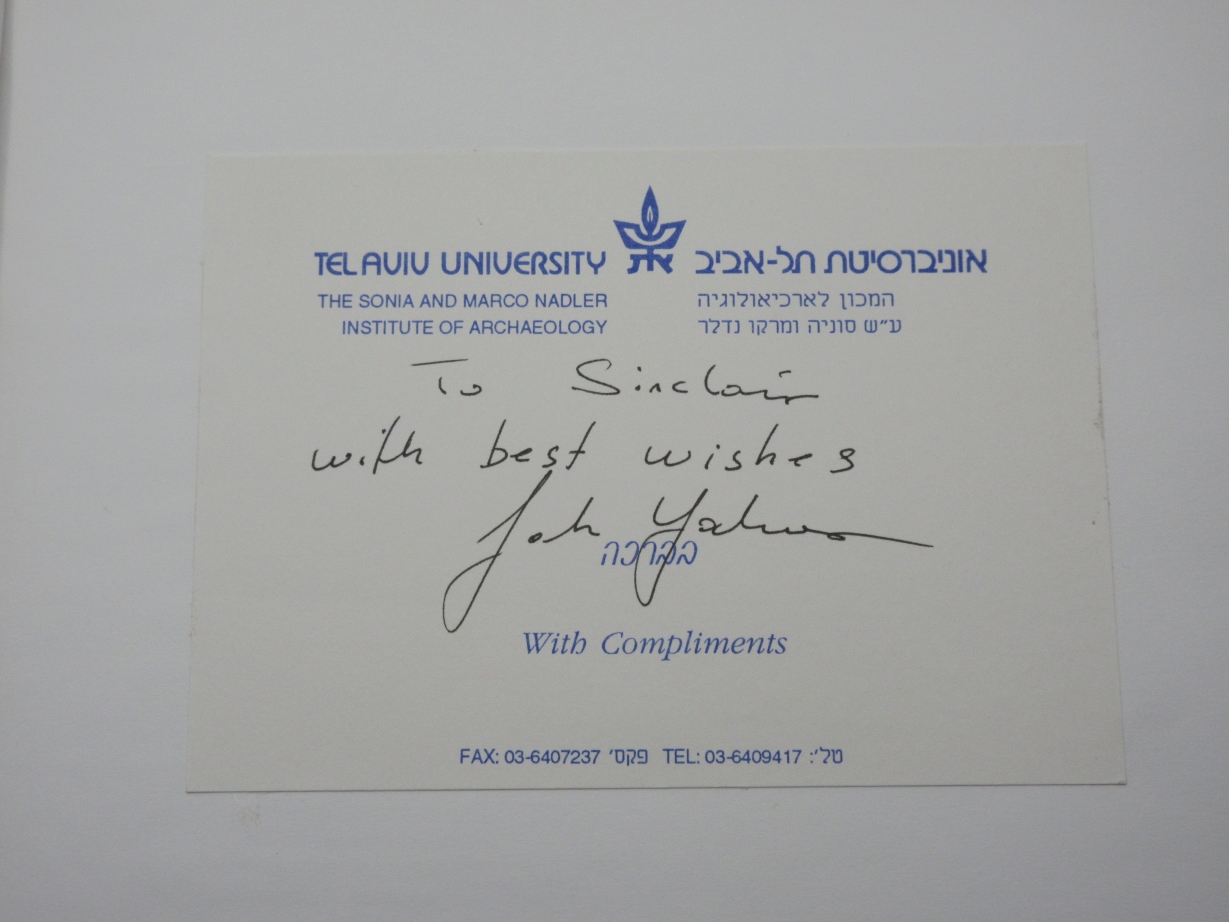 TEL AVIV UNIVERSITY את אוניברסיטת תל-אביב
THE SONIA AND MARCO NADLER המכון לארכיאולוגיה
INSTITUTE OF ARCHAEOLOGY ע״ש סוניה ומרקו נדלר
To Sinclair
with best wishes
בברכה
With Compliments
FAX: 03-6407237 פקס׳ TEL: 03-6409417 טל׳: